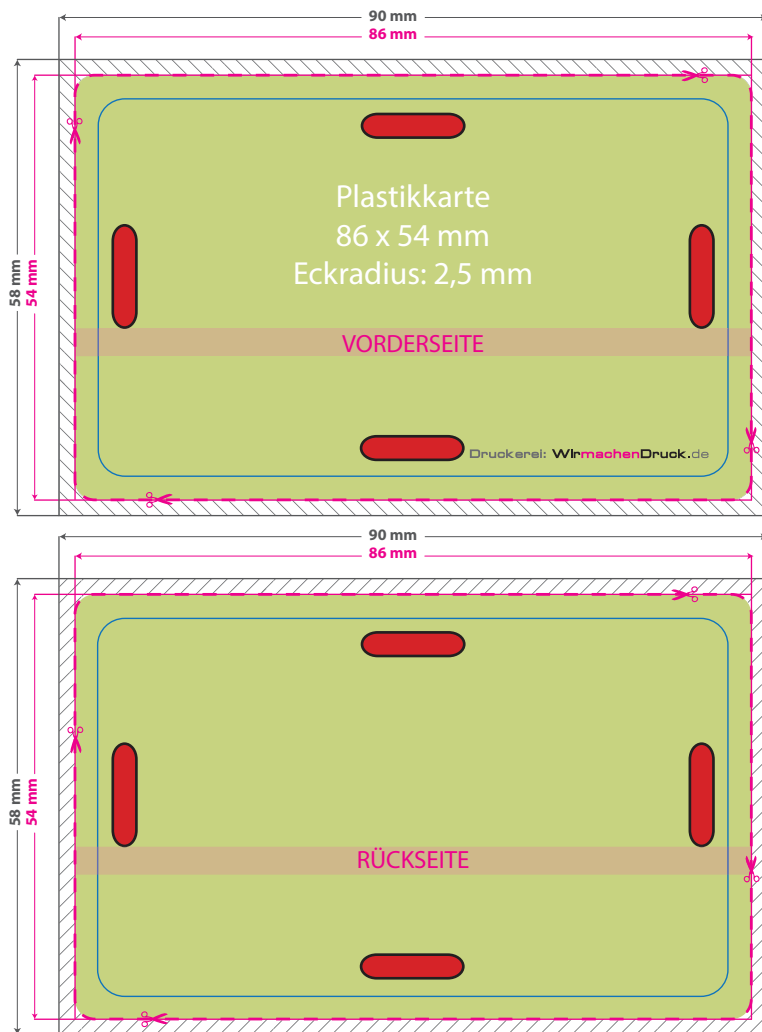 90 mm
86 mm
58 mm
54 mm
Plastikkarte
86 x 54 mm
Eckradius: 2,5 mm
VORDERSEITE
Druckerei: WIrmachenDruck.de
90 mm
86 mm
58 mm
54 mm
RÜCKSEITE